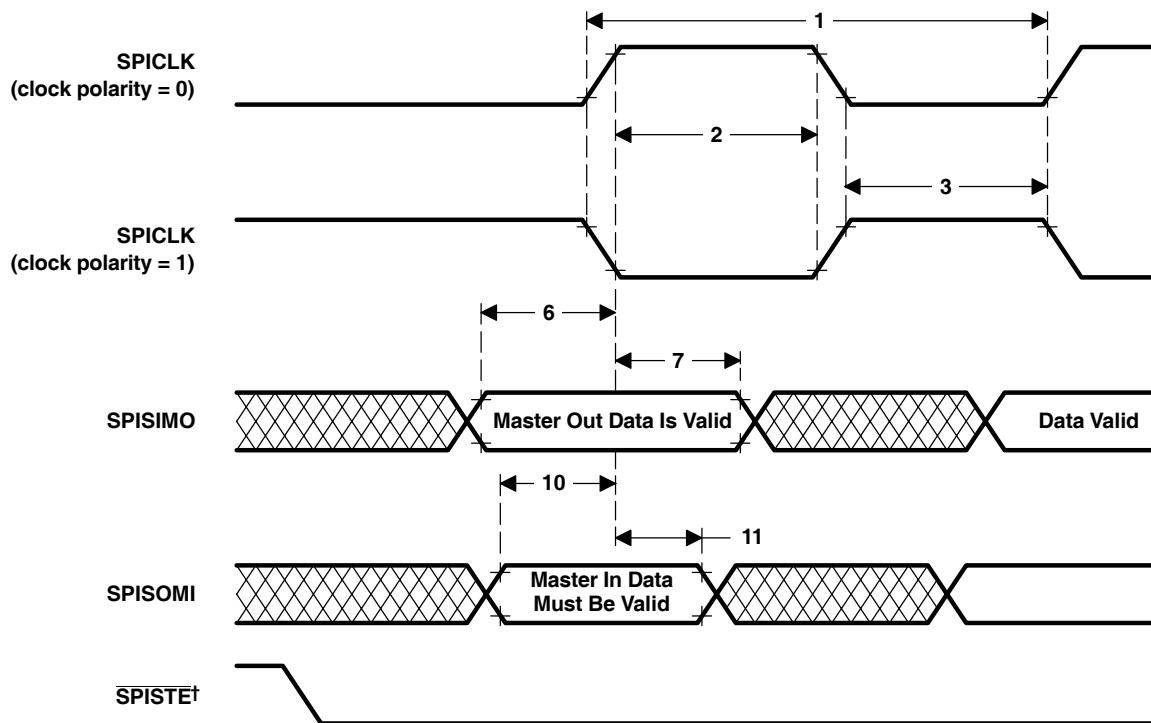 1
SPICLK
(clock polarity = 0)
2
3
SPICLK
(clock polarity = 1)
6
7
SPISIMO
Master Out Data Is Valid
Data Valid
10
11
SPISOMI
Master In Data
Must Be Valid
SPISTE†